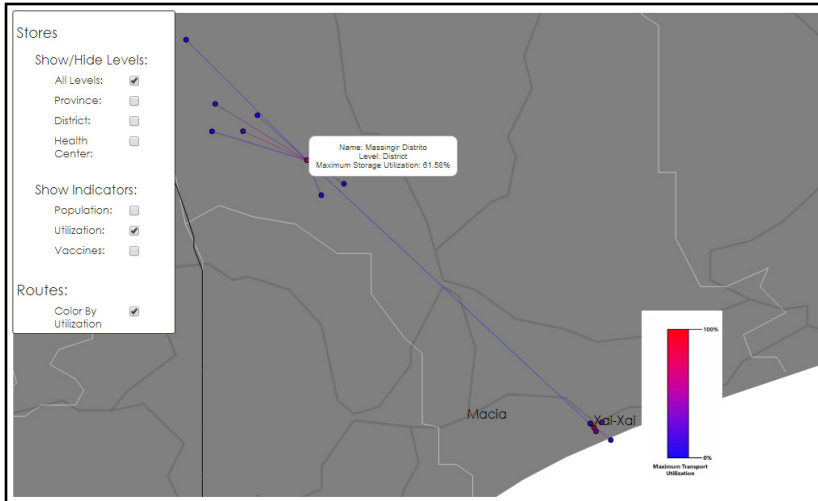 Stores
Show/Hide Levels:
All Levels:
Province:
District:
Health
Center:
Show Indicators:
Population:
Utilization:
Vaccines:
Routes:
Color By
Utilization
Name: Massingir Distrito
Level: District
Maximum Storage Utilization: 61.56%
Macia
Xai-Xai
100%
0%
Maximum Transport
Utilization